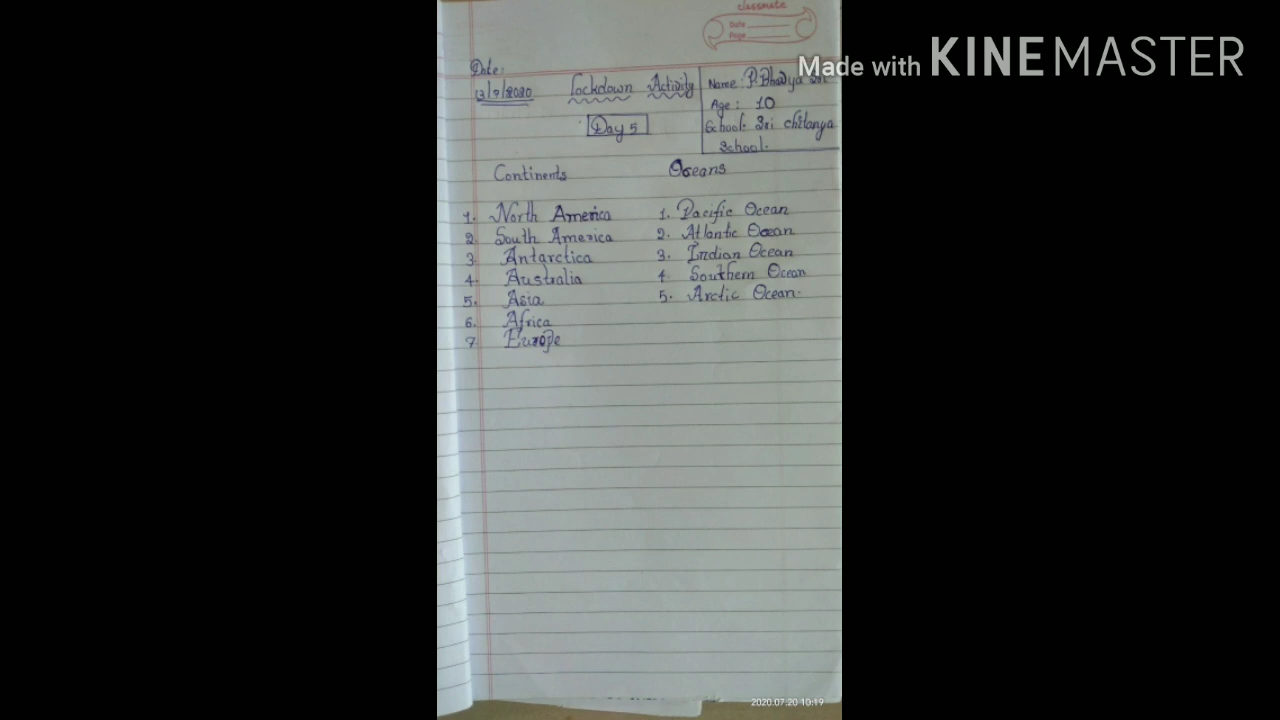 classmate
Date
Page
Made with KINEMASTER
Date:
13/7/2020
Lockdown Activity
Name: P. Bhavya Sri
Age: 10
School: Sri Chitanya
School.
Day 5
Continents
Oceans
1. North America
2. South America
3. Antarctica
4. Australia
5. Asia
6. Africa
7. Europe
1. Pacific Ocean
2. Atlantic Ocean
3. Indian Ocean
4. Southern Ocean
5. Arctic Ocean.
2020.07.20 10:19